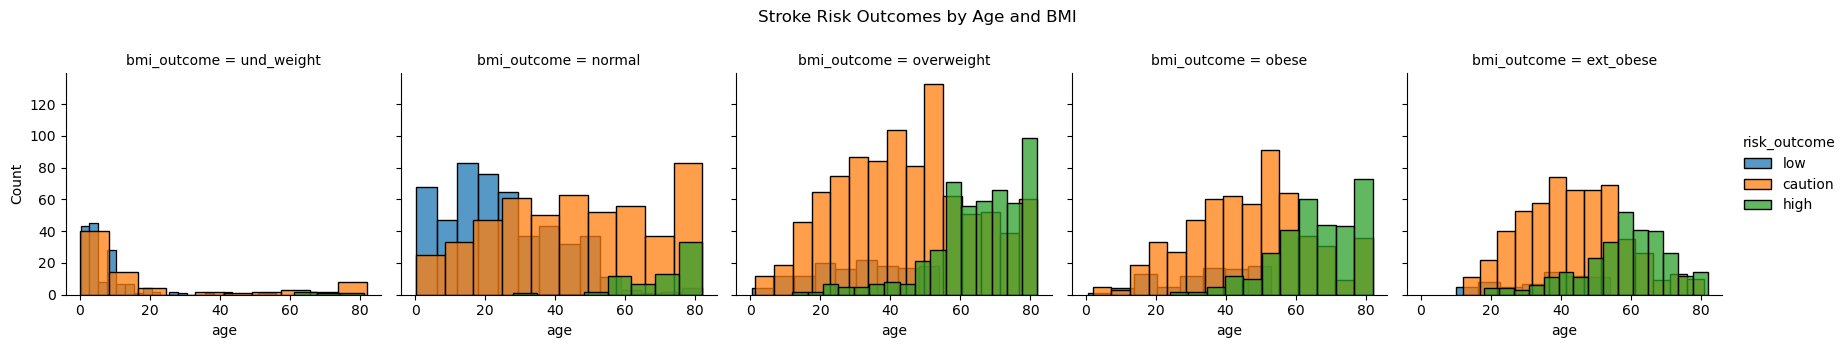 Stroke Risk Outcomes by Age and BMI
bmi_outcome = und_weight
bmi_outcome = normal
bmi_outcome = overweight
bmi_outcome = obese
bmi_outcome = ext_obese
120
100
80
60
40
20
0
Count
0 20 40 60 80
0 20 40 60 80
0 20 40 60 80
0 20 40 60 80
0 20 40 60 80
age
age
age
age
age
risk_outcome
low
caution
high